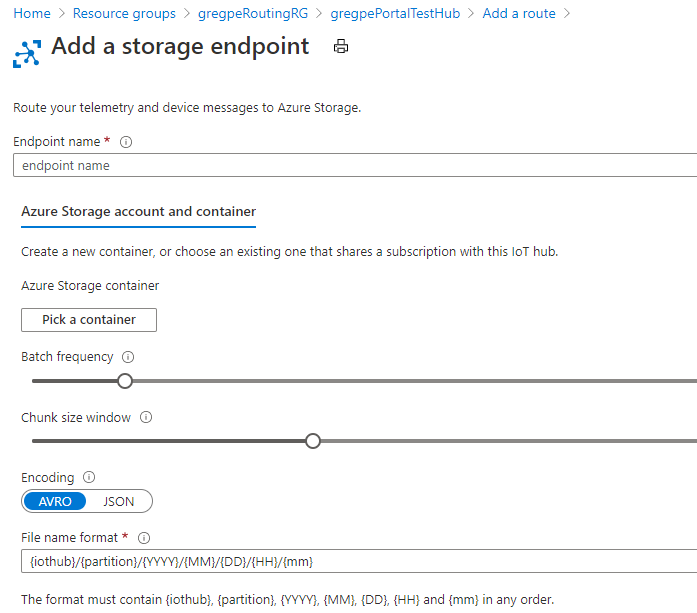 Home > Resource groups > gregpeRoutingRG > gregpePortalTestHub > Add a route >
Add a storage endpoint
Route your telemetry and device messages to Azure Storage.
Endpoint name *
endpoint name
Azure Storage account and container
Create a new container, or choose an existing one that shares a subscription with this IoT hub.
Azure Storage container
Pick a container
Batch frequency
Chunk size window
Encoding
AVRO JSON
File name format *
{iothub}/{partition}/{YYYY}/{MM}/{DD}/{HH}/{mm}
The format must contain {iothub}, {partition}, {YYYY}, {MM}, {DD}, {HH} and {mm} in any order.